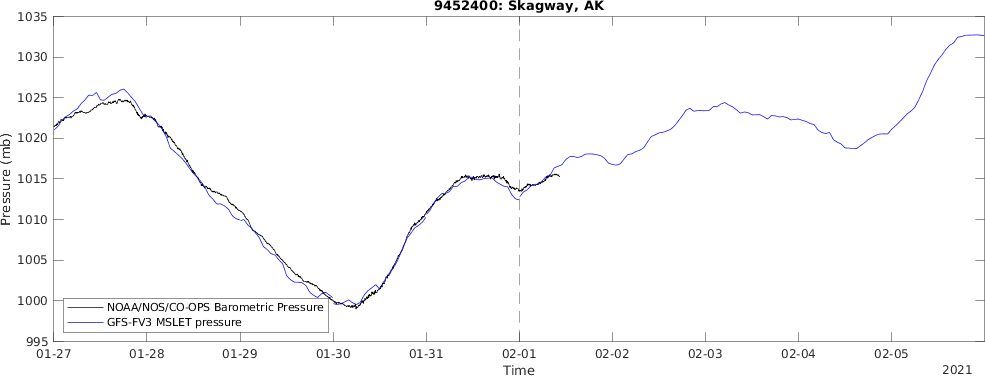 9452400: Skagway, AK
Pressure (mb)
1035
1030
1025
1020
1015
1010
1005
1000
995
NOAA/NOS/CO-OPS Barometric Pressure
GFS-FV3 MSLET pressure
01-27 01-28 01-29 01-30 01-31 02-01 02-02 02-03 02-04 02-05
Time
2021